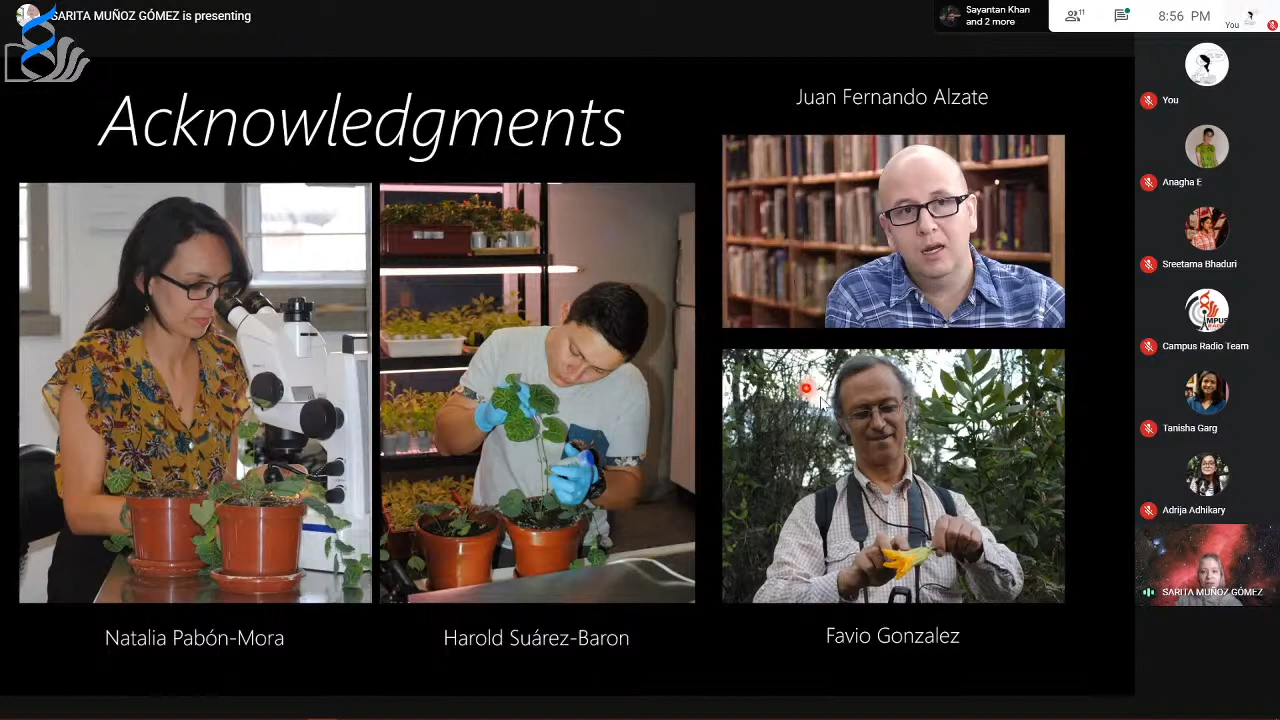 SARITA MUÑOZ GÓMEZ is presenting
Sayantan Khan
and 2 more
11
8:56 PM
You
Acknowledgments
Juan Fernando Alzate
Natalia Pabón-Mora
Harold Suárez-Baron
Favio Gonzalez
You
Anagha E
Sreetama Bhaduri
MPUS
Campus Radio Team
Tanisha Garg
Adrija Adhikary
SARITA MUÑOZ GÓMEZ